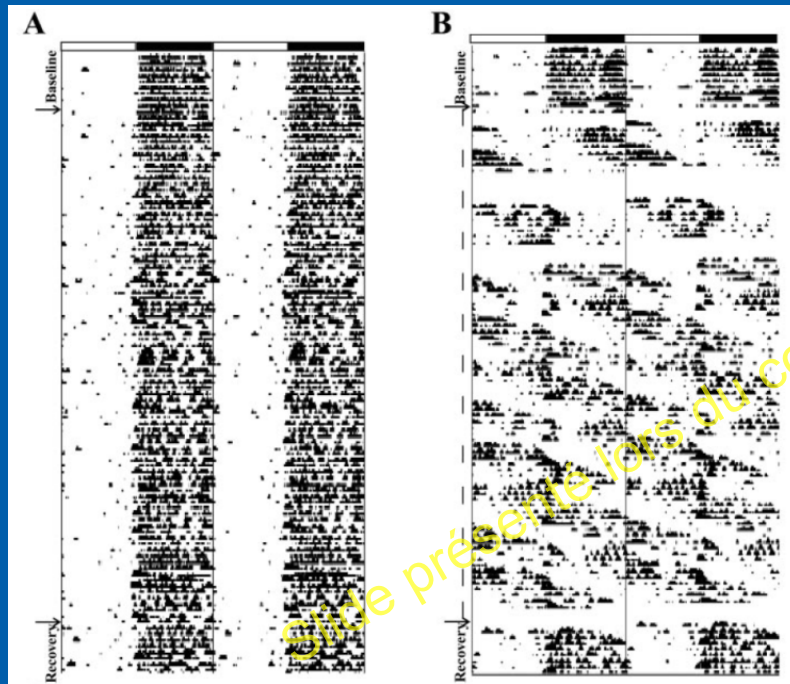 A
B
Baseline
Recovery
Baseline
Recovery
Slide présenté lors du co